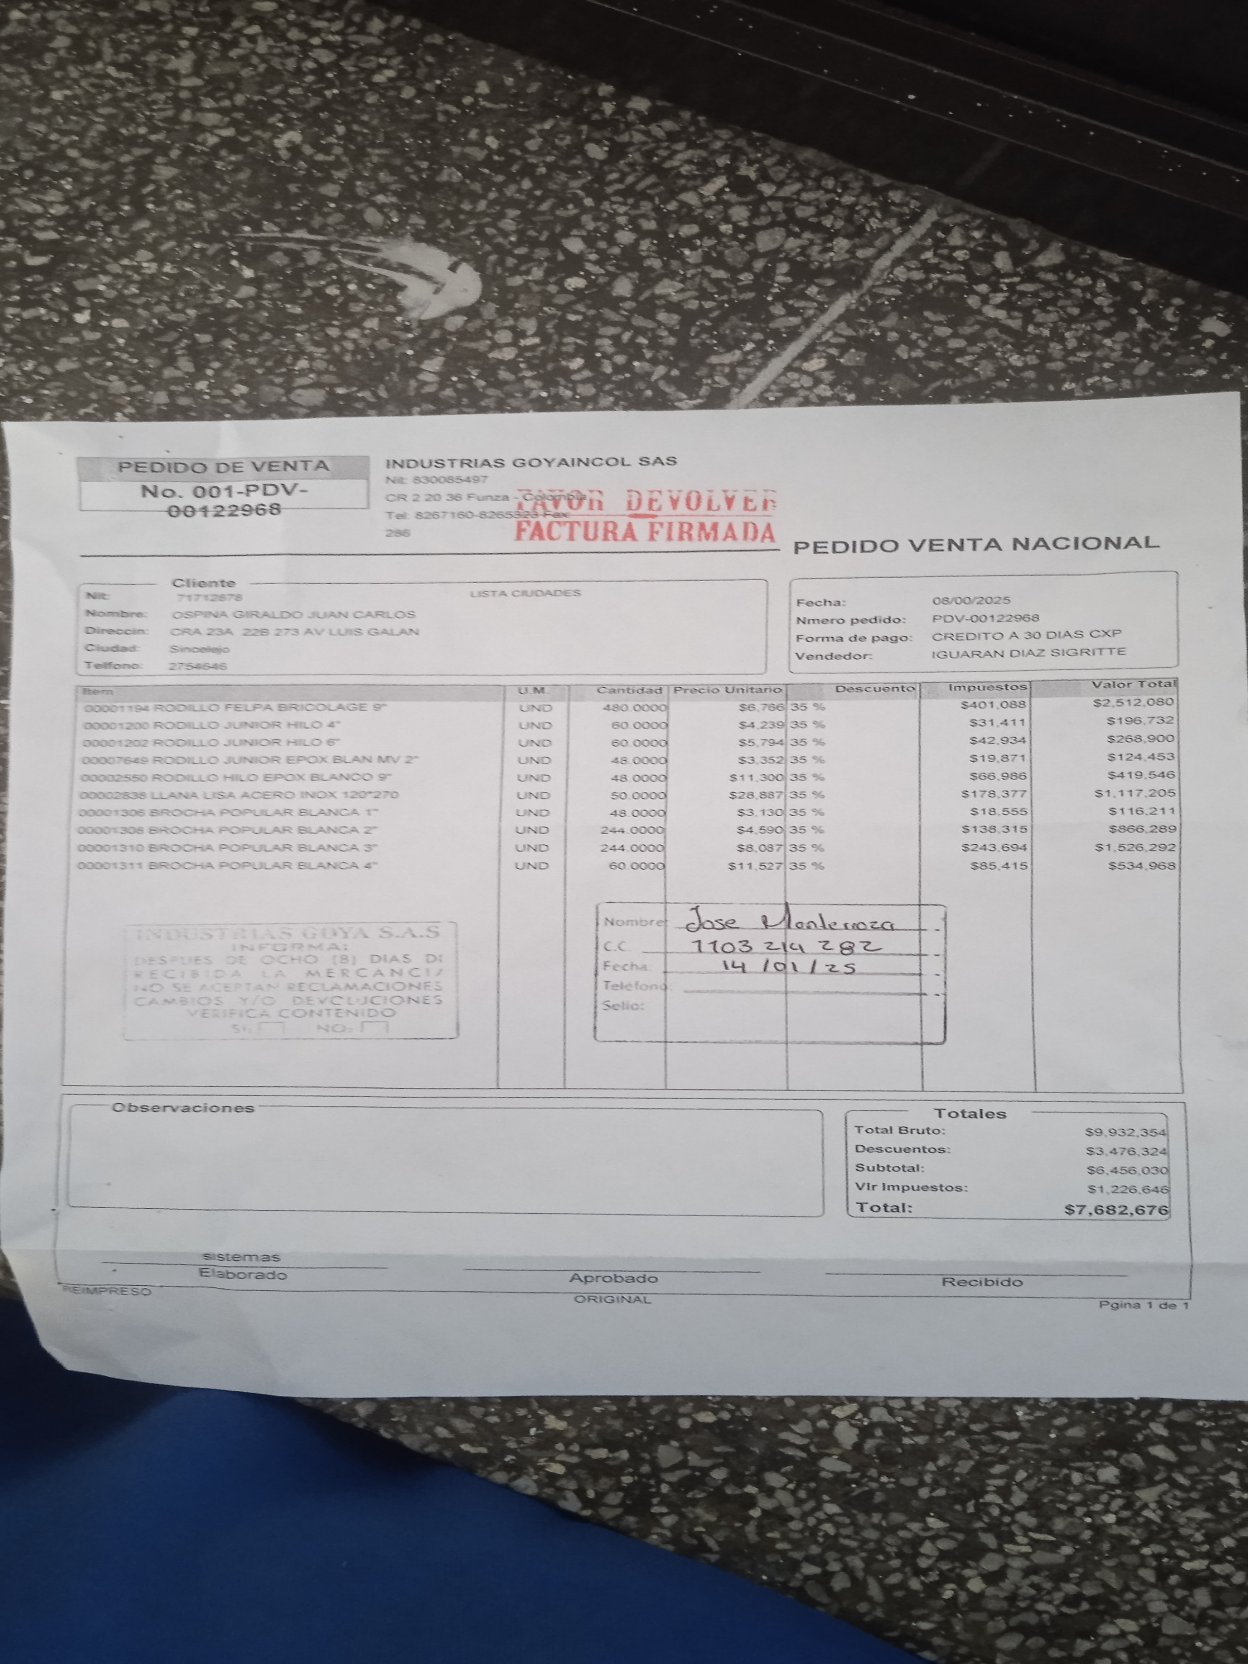 PEDIDO DE VENTA
No. 001-PDV-
00122968
INDUSTRIAS GOYAINCOL SAS
Nit: 830085497
CR 2 20 36 Funza - Colombia
Tel: 8267160-8265323 Fax:
286
FAVOR DEVOLVER
FACTURA FIRMADA
PEDIDO VENTA NACIONAL
Cliente
Nit: 71712878 LISTA CIUDADES
Nombre: OSPINA GIRALDO JUAN CARLOS
Direccin: CRA 23A 22B 273 AV LUIS GALAN
Ciudad: Sincelejo
Telfono: 2754646
Fecha: 08/00/2025
Nmero pedido: PDV-00122968
Forma de pago: CREDITO A 30 DIAS CXP
Vendedor: IGUARAN DIAZ SIGRITTE
Item U.M. Cantidad Precio Unitario Descuento Impuestos Valor Total
00001194 RODILLO FELPA BRICOLAGE 9" UND 480.0000 $6,766 35 % $401,088 $2,512,080
00001200 RODILLO JUNIOR HILO 4" UND 60.0000 $4,239 35 % $31,411 $196,732
00001202 RODILLO JUNIOR HILO 6" UND 60.0000 $5,794 35 % $42,934 $268,900
00007649 RODILLO JUNIOR EPOX BLAN MV 2" UND 48.0000 $3,352 35 % $19,871 $124,453
00002550 RODILLO HILO EPOX BLANCO 9" UND 48.0000 $11,300 35 % $66,986 $419,546
00002838 LLANA LISA ACERO INOX 120*270 UND 50.0000 $28,887 35 % $178,377 $1,117,205
00001306 BROCHA POPULAR BLANCA 1" UND 48.0000 $3,130 35 % $18,555 $116,211
00001308 BROCHA POPULAR BLANCA 2" UND 244.0000 $4,590 35 % $138,315 $866,289
00001310 BROCHA POPULAR BLANCA 3" UND 244.0000 $8,087 35 % $243,694 $1,526,292
00001311 BROCHA POPULAR BLANCA 4" UND 60.0000 $11,527 35 % $85,415 $534,968
INDUSTRIAS GOYA S.A.S
INFORMA:
DESPUES DE OCHO (8) DIAS DE
RECIBIDA LA MERCANCIA
NO SE ACEPTAN RECLAMACIONES
CAMBIOS Y/O DEVOLUCIONES
VERIFICA CONTENIDO
SI: NO:
Nombre Jose Monterroza
C.C 1103 214 282
Fecha: 14/01/25
Teléfono:
Sello:
Observaciones
Totales
Total Bruto: $9,932,354
Descuentos: $3,476,324
Subtotal: $6,456,030
Vlr Impuestos: $1,226,646
Total: $7,682,676
sistemas
Elaborado Aprobado Recibido
REIMPRESO ORIGINAL Pgina 1 de 1